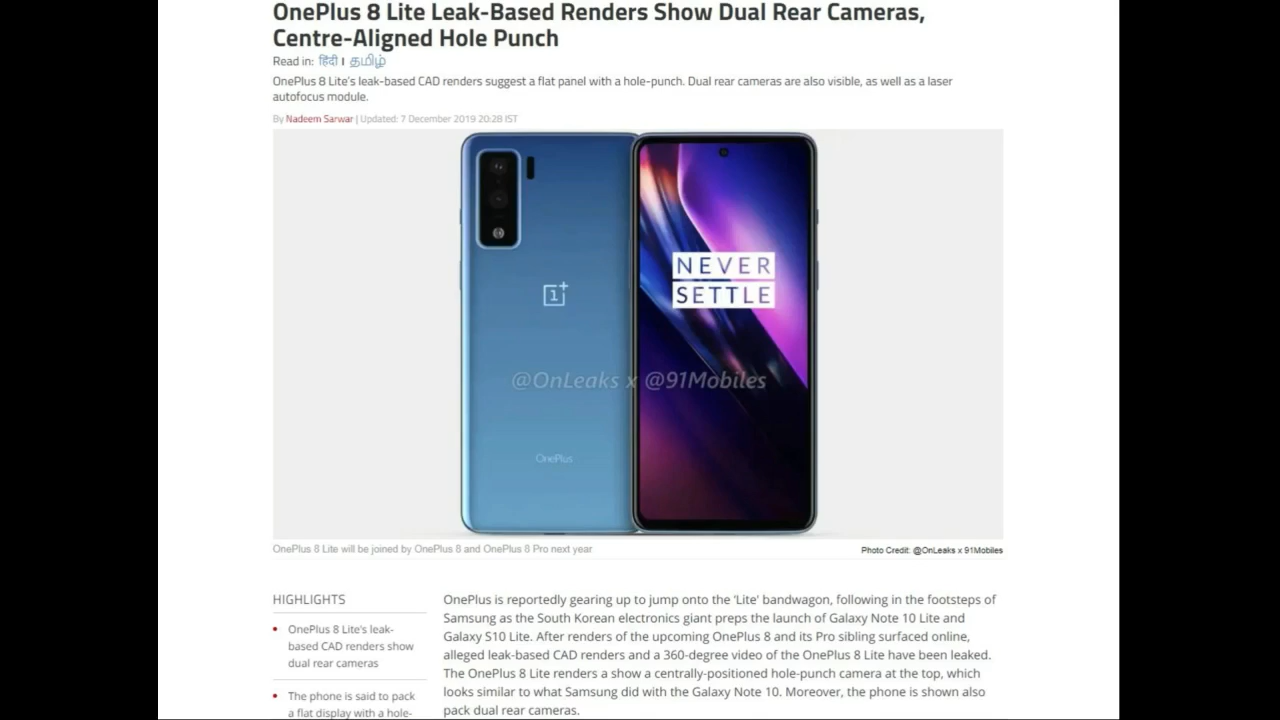 OnePlus 8 Lite Leak-Based Renders Show Dual Rear Cameras,
Centre-Aligned Hole Punch
Read in: हिंदी | தமிழ்
OnePlus 8 Lite's leak-based CAD renders suggest a flat panel with a hole-punch. Dual rear cameras are also visible, as well as a laser
autofocus module.
By Nadeem Sarwar | Updated: 7 December 2019 20:28 IST
1+
NEVER
SETTLE
@OnLeaks x @91Mobiles
OnePlus
OnePlus 8 Lite will be joined by OnePlus 8 and OnePlus 8 Pro next year
Photo Credit: @OnLeaks x 91Mobiles
HIGHLIGHTS
OnePlus 8 Lite's leak-
based CAD renders show
dual rear cameras
The phone is said to pack
a flat display with a hole-
OnePlus is reportedly gearing up to jump onto the 'Lite' bandwagon, following in the footsteps of
Samsung as the South Korean electronics giant preps the launch of Galaxy Note 10 Lite and
Galaxy S10 Lite. After renders of the upcoming OnePlus 8 and its Pro sibling surfaced online,
alleged leak-based CAD renders and a 360-degree video of the OnePlus 8 Lite have been leaked.
The OnePlus 8 Lite renders a show a centrally-positioned hole-punch camera at the top, which
looks similar to what Samsung did with the Galaxy Note 10. Moreover, the phone is shown also
pack dual rear cameras.